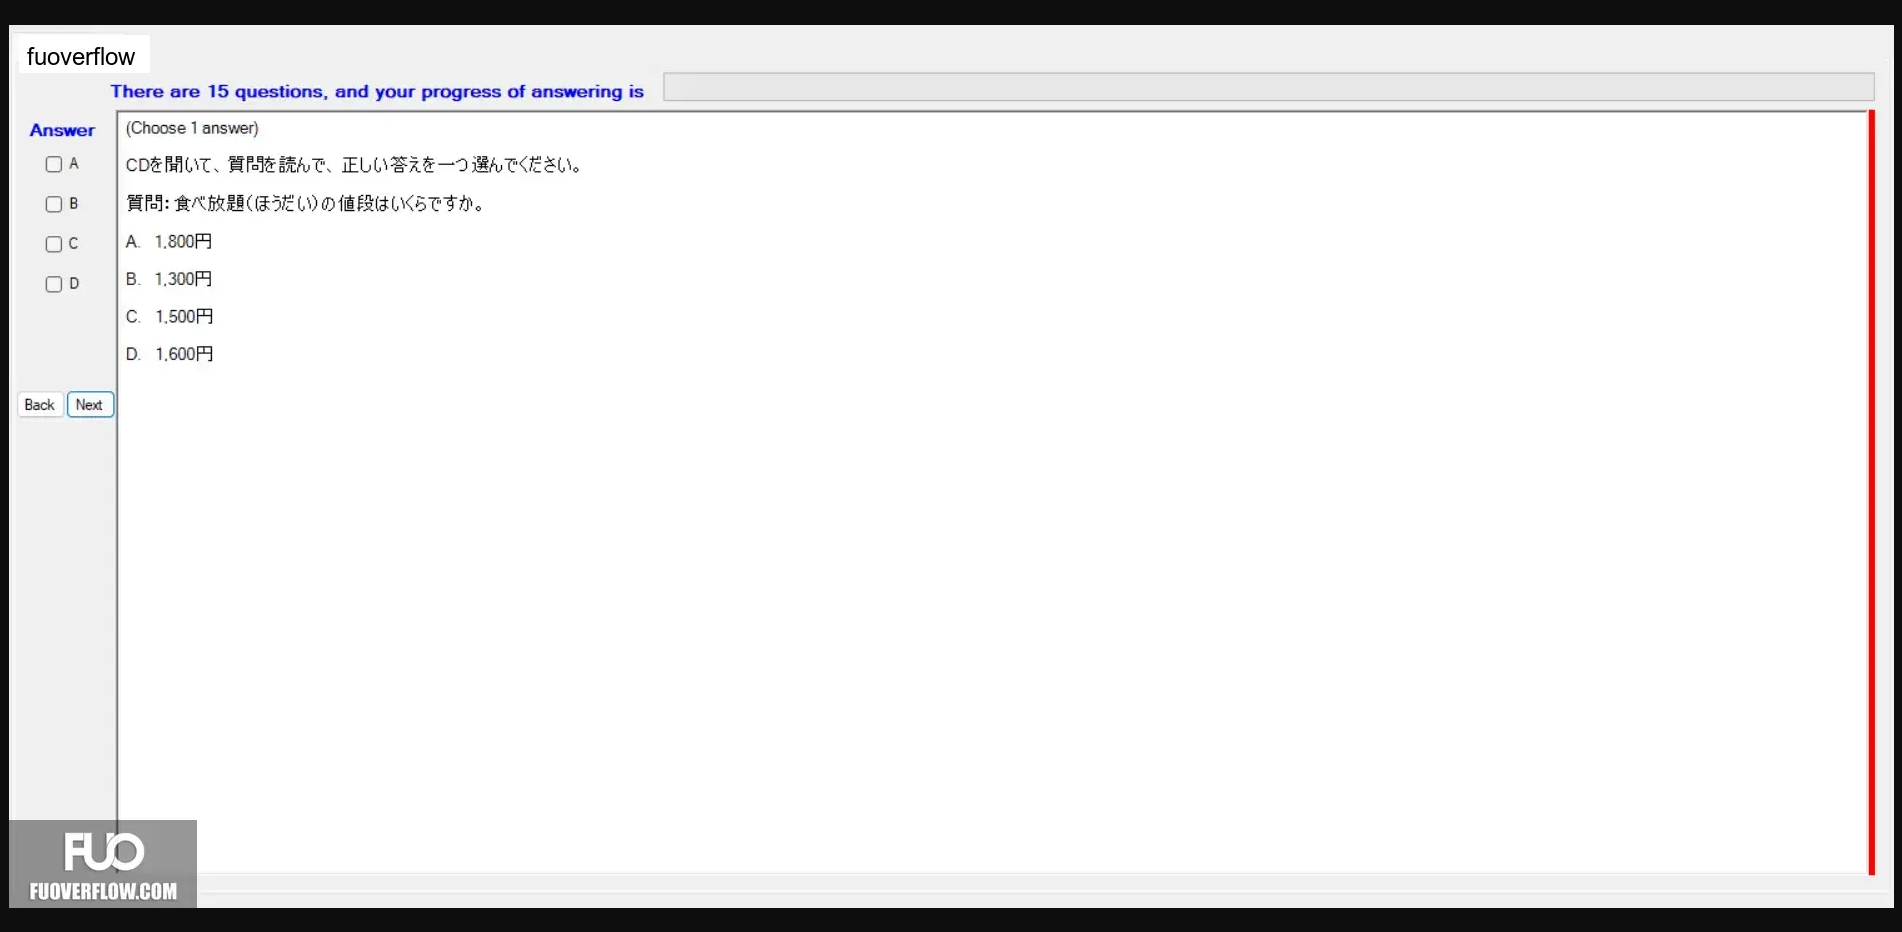 fuoverflow
There are 15 questions, and your progress of answering is
Answer
A
B
C
D
Back
Next
(Choose 1 answer)
CDを聞いて、質問を読んで、正しい答えを一つ選んでください。
質問: 食べ放題(ほうだい)の値段はいくらですか。
A. 1,800円
B. 1,300円
C. 1,500円
D. 1,600円
FUO
FUOVERFLOW.COM